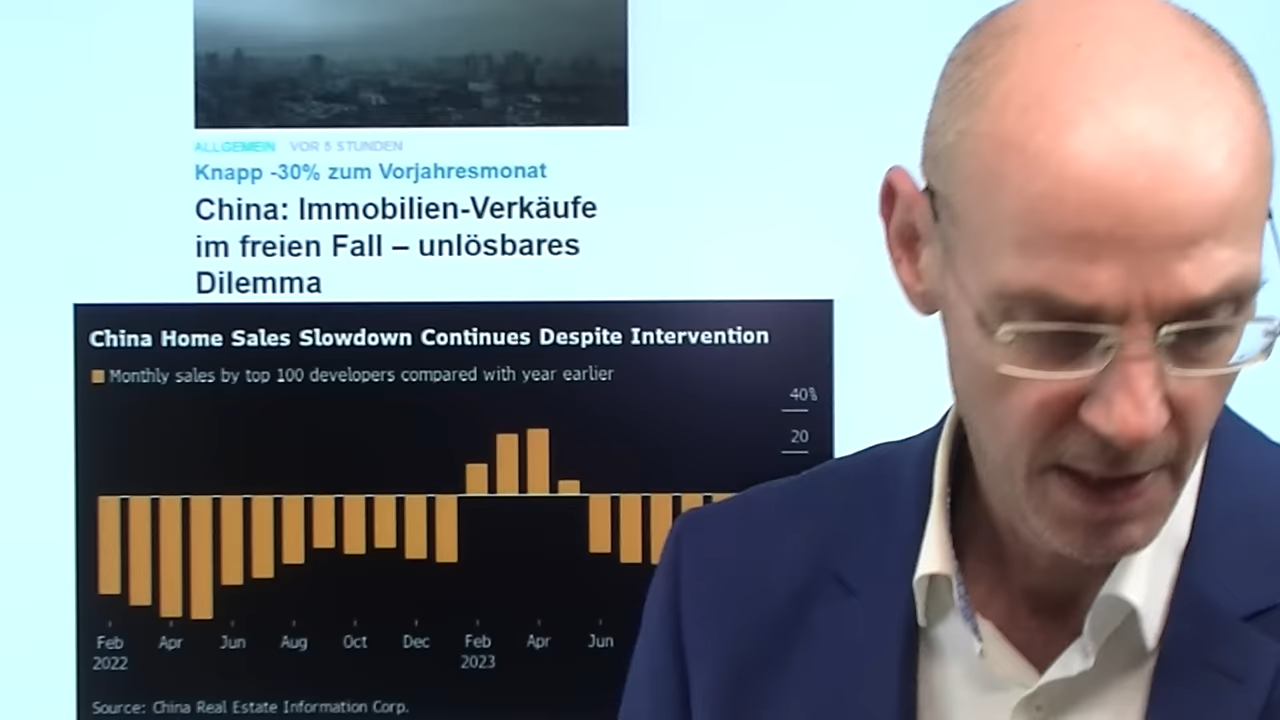 ALLGEMEIN VOR 5 STUNDEN
Knapp -30% zum Vorjahresmonat
China: Immobilien-Verkäufe
im freien Fall – unlösbares
Dilemma
China Home Sales Slowdown Continues Despite Intervention
Monthly sales by top 100 developers compared with year earlier
40%
20
Feb Apr Jun Aug Oct Dec Feb Apr Jun
2022 2023
Source: China Real Estate Information Corp.